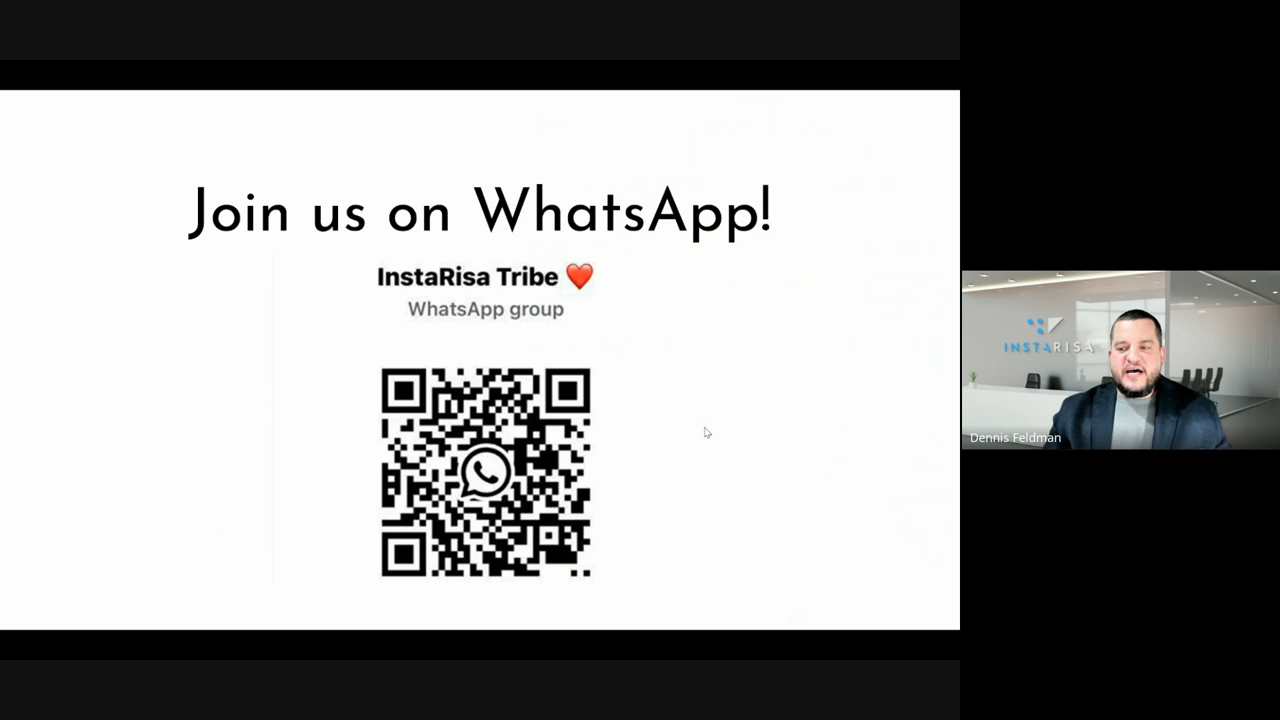 Join us on WhatsApp!
InstaRisa Tribe ❤️
WhatsApp group
INSTARISA
Dennis Feldman